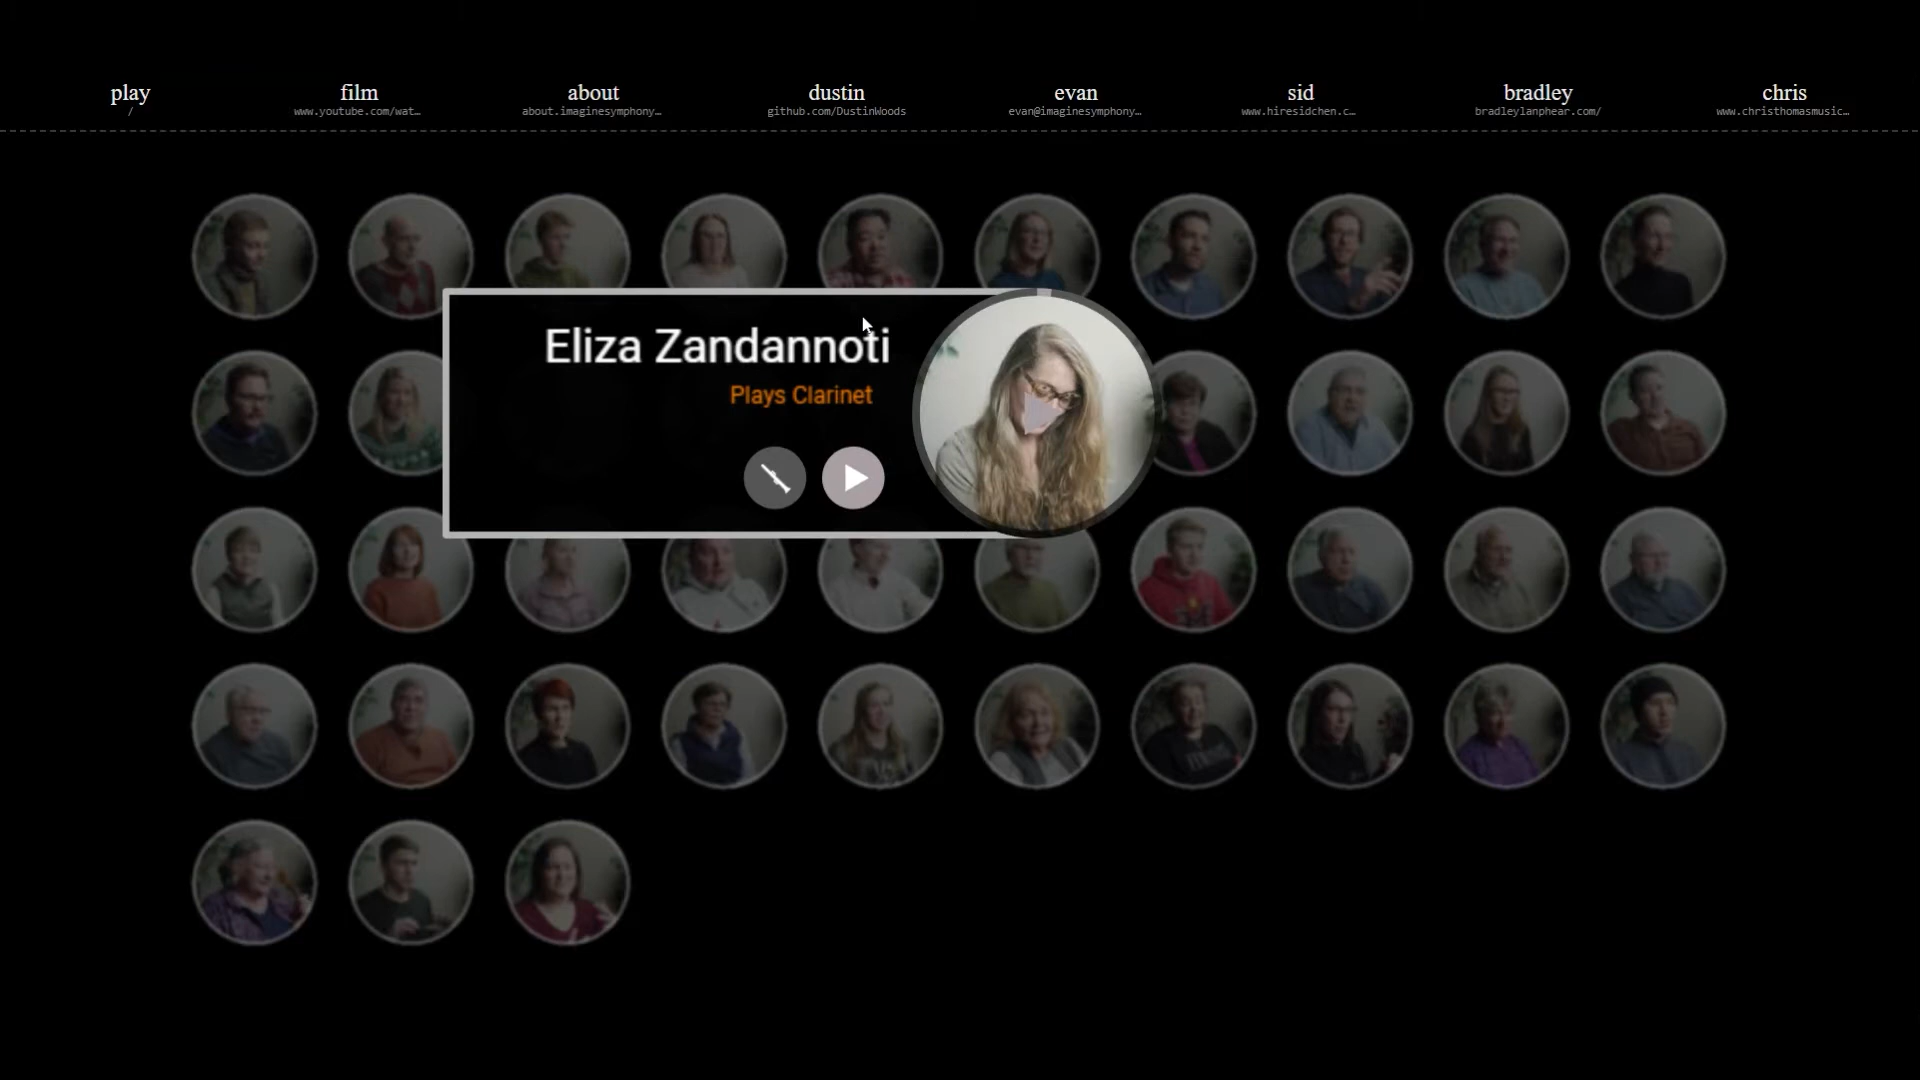 play
/
film
www.youtube.com/wat…
about
about.imaginesymphony…
dustin
github.com/DustinWoods
evan
evan@imaginesymphony…
sid
www.hiresidchen.c…
bradley
bradleylanphear.com/
chris
www.christhomasmusic…
Eliza Zandannoti
Plays Clarinet